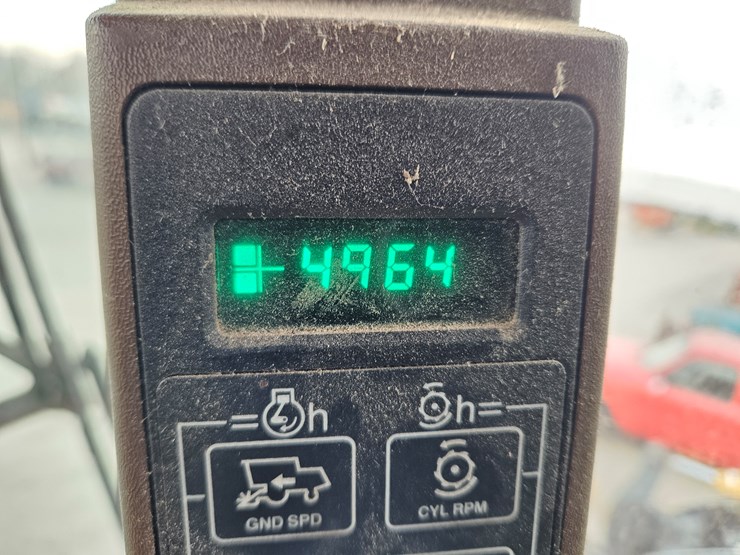 4964
=h
h=
GND SPD
CYL RPM